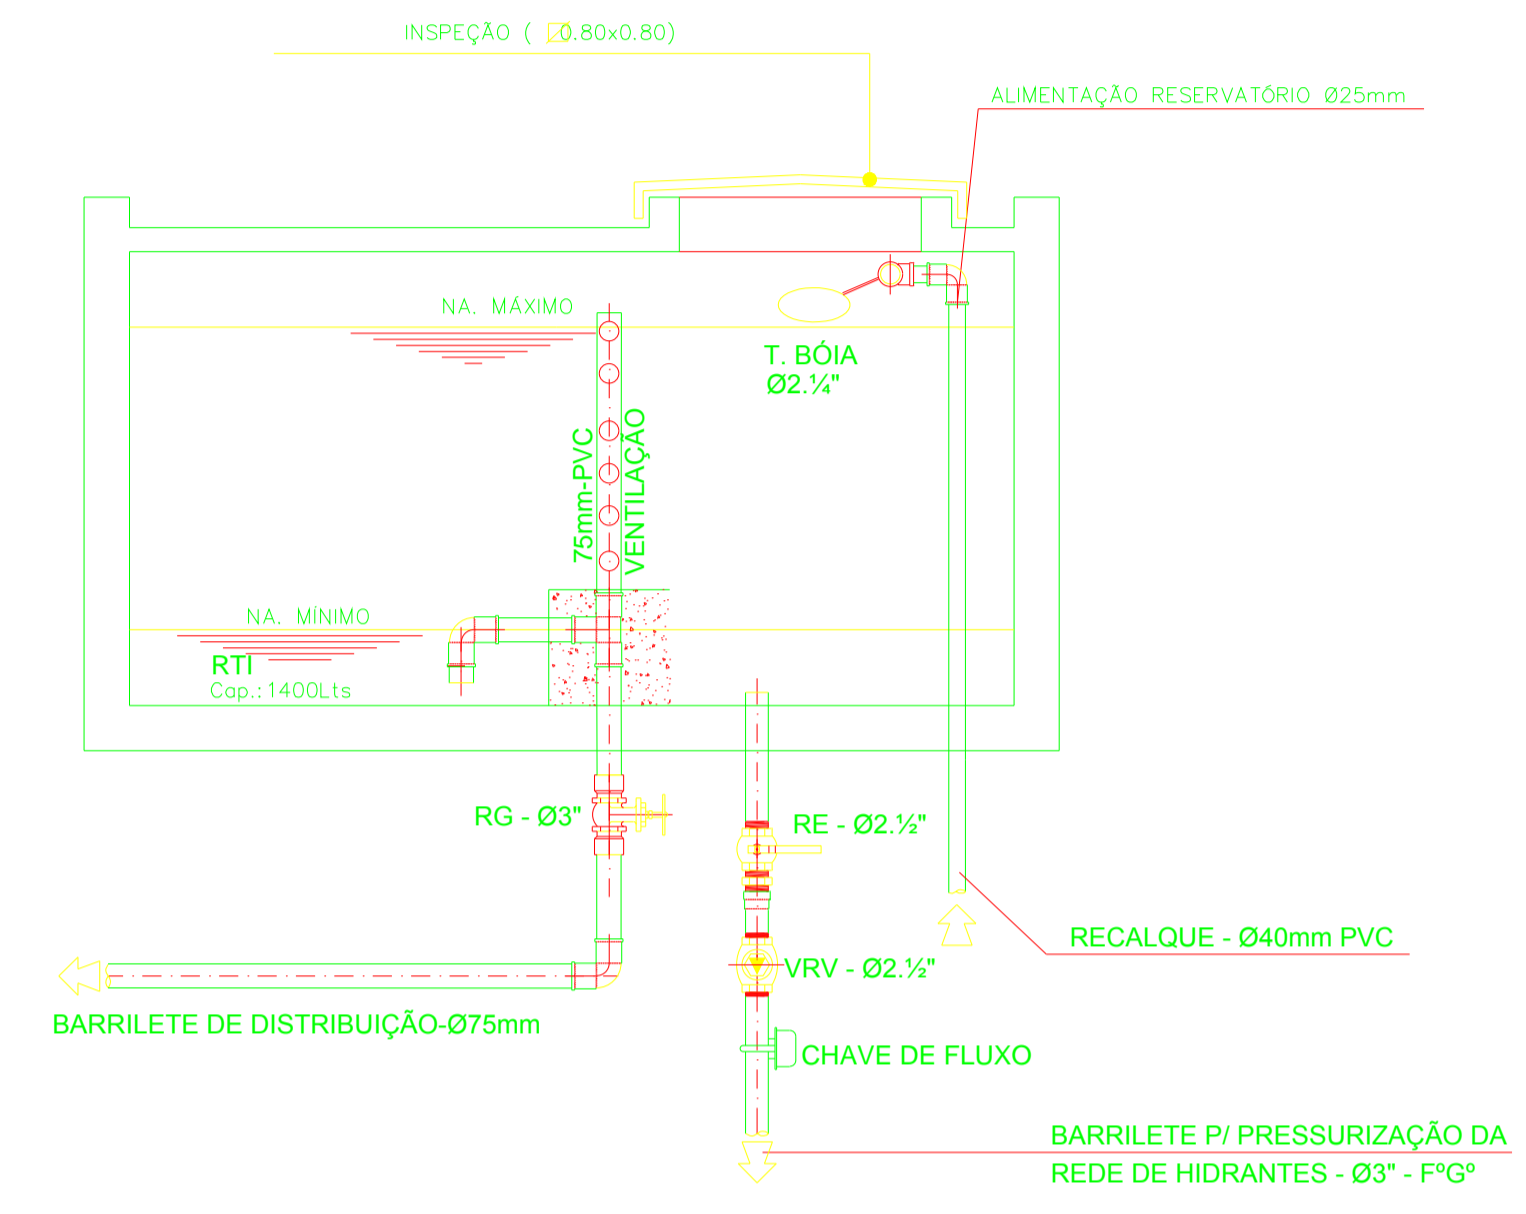 INSPEÇÃO ( 0.80x0.80)
ALIMENTAÇÃO RESERVATÓRIO Ø25mm
NA. MÁXIMO
T. BÓIA
Ø2.¼"
75mm-PVC
VENTILAÇÃO
NA. MÍNIMO
RTI
Cap.:1400Lts
RG - Ø3"
RE - Ø2.½"
RECALQUE - Ø40mm PVC
VRV - Ø2.½"
BARRILETE DE DISTRIBUIÇÃO-Ø75mm
CHAVE DE FLUXO
BARRILETE P/ PRESSURIZAÇÃO DA
REDE DE HIDRANTES - Ø3" - FºGº